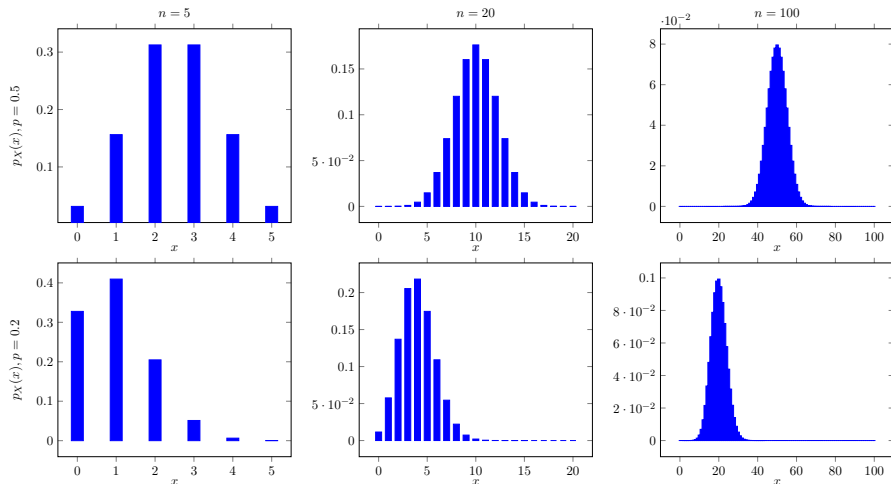 n = 5
n = 20
n = 100
p_X(x), p = 0.5
0.3
0.2
0.1
0 1 2 3 4 5
x
0.15
0.1
5 · 10^{-2}
0
0 5 10 15 20
x
·10^{-2}
8
6
4
2
0
0 20 40 60 80 100
x
p_X(x), p = 0.2
0.4
0.3
0.2
0.1
0
0 1 2 3 4 5
x
0.2
0.15
0.1
5 · 10^{-2}
0
0 5 10 15 20
x
0.1
8 · 10^{-2}
6 · 10^{-2}
4 · 10^{-2}
2 · 10^{-2}
0
0 20 40 60 80 100
x